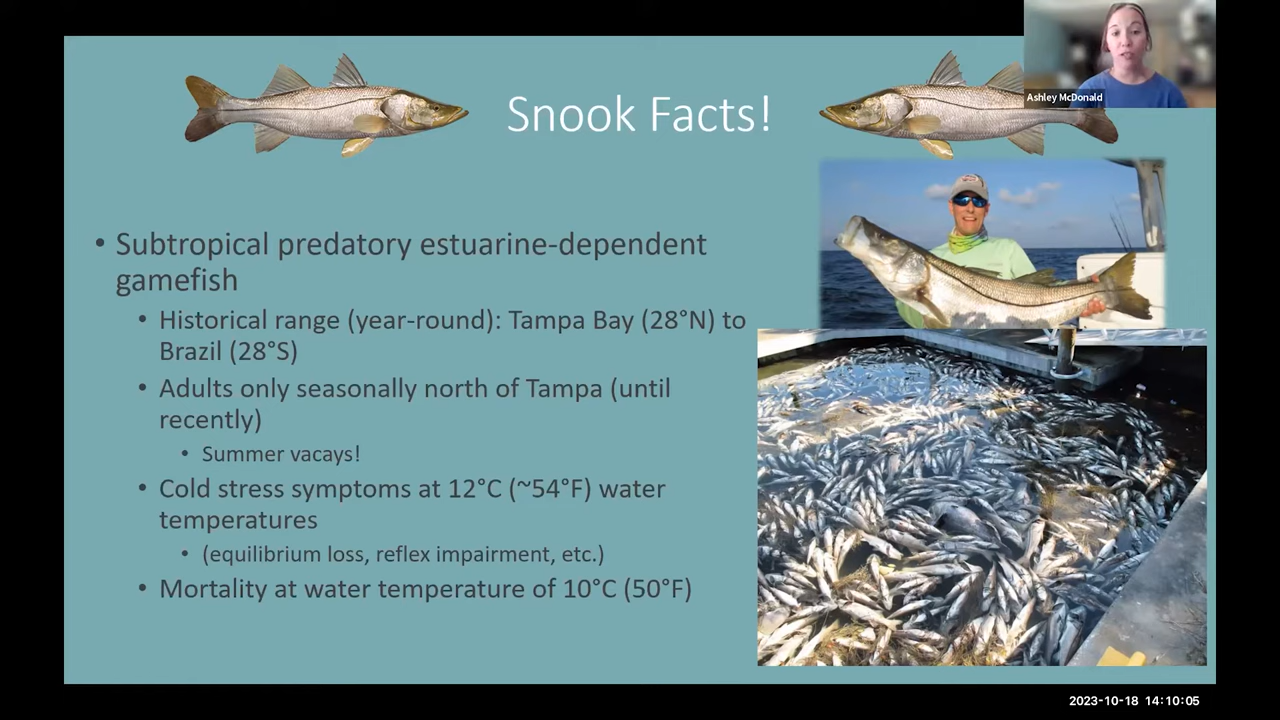 Ashley McDonald
Snook Facts!
• Subtropical predatory estuarine-dependent
gamefish
• Historical range (year-round): Tampa Bay (28°N) to
Brazil (28°S)
• Adults only seasonally north of Tampa (until
recently)
• Summer vacays!
• Cold stress symptoms at 12°C (~54°F) water
temperatures
• (equilibrium loss, reflex impairment, etc.)
• Mortality at water temperature of 10°C (50°F)
2023-10-18 14:10:05